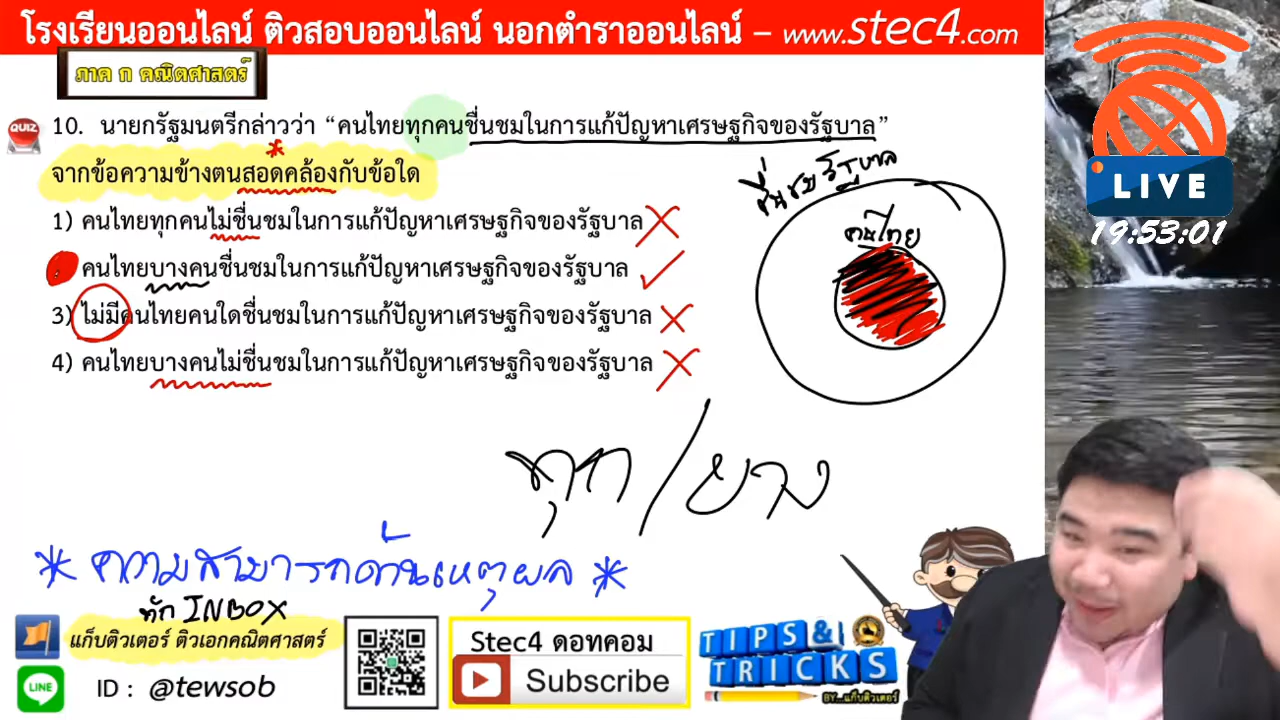 โรงเรียนออนไลน์ ติวสอบออนไลน์ นอกตำราออนไลน์ – www.stec4.com
ภาค ก คณิตศาสตร์
QUIZ
10. นายกรัฐมนตรีกล่าวว่า “คนไทยทุกคนชื่นชมในการแก้ปัญหาเศรษฐกิจของรัฐบาล”
จากข้อความข้างตนสอดคล้องกับข้อใด
1) คนไทยทุกคนไม่ชื่นชมในการแก้ปัญหาเศรษฐกิจของรัฐบาล
คนไทยบางคนชื่นชมในการแก้ปัญหาเศรษฐกิจของรัฐบาล
3) ไม่มีคนไทยคนใดชื่นชมในการแก้ปัญหาเศรษฐกิจของรัฐบาล
4) คนไทยบางคนไม่ชื่นชมในการแก้ปัญหาเศรษฐกิจของรัฐบาล
ชื่นชมรัฐบาล
คนไทย
LIVE
19:53:01
ทุก / บาง
* ความสามารถด้านเหตุผล *
ทัก INBOX
แก็บติวเตอร์ ติวเอกคณิตศาสตร์
LINE
ID : @tewsob
Stec4 ดอทคอม
Subscribe
TIPS &
TRICKS
BY...แก็บติวเตอร์